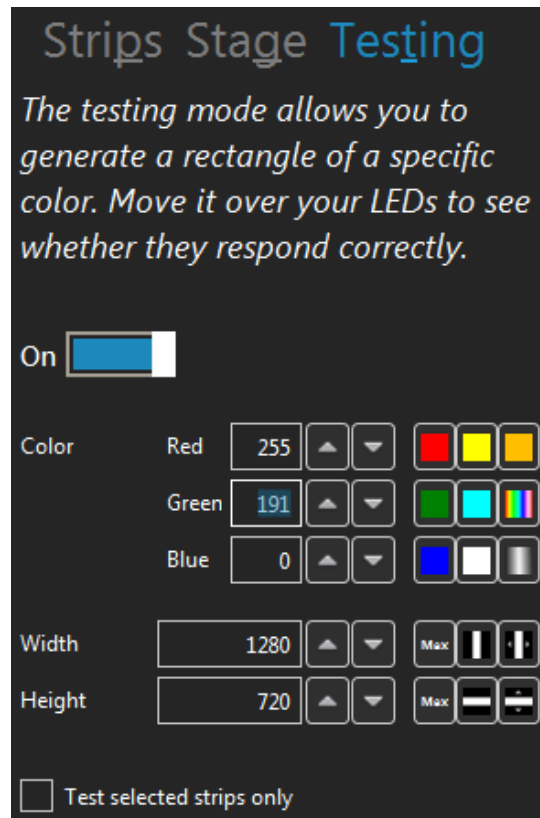 Strips Stage Testing
The testing mode allows you to
generate a rectangle of a specific
color. Move it over your LEDs to see
whether they respond correctly.
On
Color Red 255
Green 191
Blue 0
Width 1280 Max
Height 720 Max
Test selected strips only